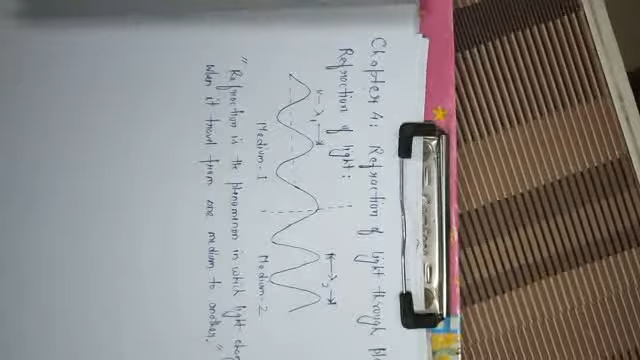 Chapter 4: Refraction of light through
Refraction of light:
λ₁ λ₂
Medium-1 Medium-2
"Refraction is the phenomenon in which light
when it travel from one medium to another."